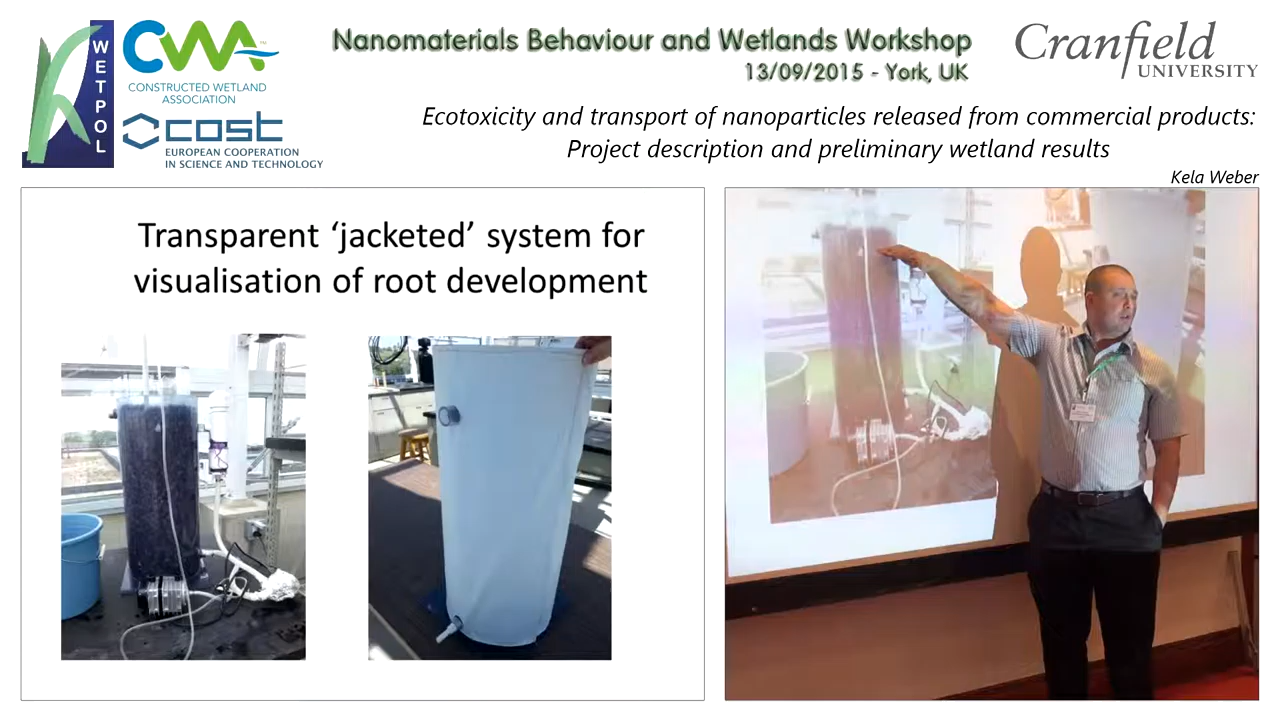 WETPOL
CWA
CONSTRUCTED WETLAND
ASSOCIATION
cost
EUROPEAN COOPERATION
IN SCIENCE AND TECHNOLOGY
Nanomaterials Behaviour and Wetlands Workshop
13/09/2015 - York, UK
Cranfield
UNIVERSITY
Ecotoxicity and transport of nanoparticles released from commercial products:
Project description and preliminary wetland results
Kela Weber
Transparent ‘jacketed’ system for
visualisation of root development